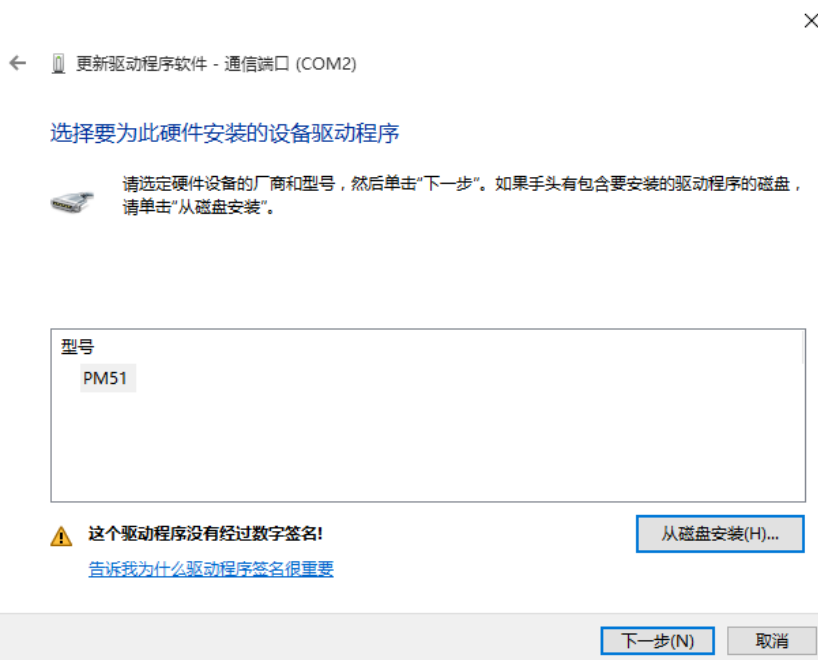 更新驱动程序软件 - 通信端口 (COM2)
选择要为此硬件安装的设备驱动程序
请选定硬件设备的厂商和型号，然后单击“下一步”。如果手头有包含要安装的驱动程序的磁盘，
请单击“从磁盘安装”。
型号
PM51
这个驱动程序没有经过数字签名!
从磁盘安装(H)...
告诉我为什么驱动程序签名很重要
下一步(N)
取消